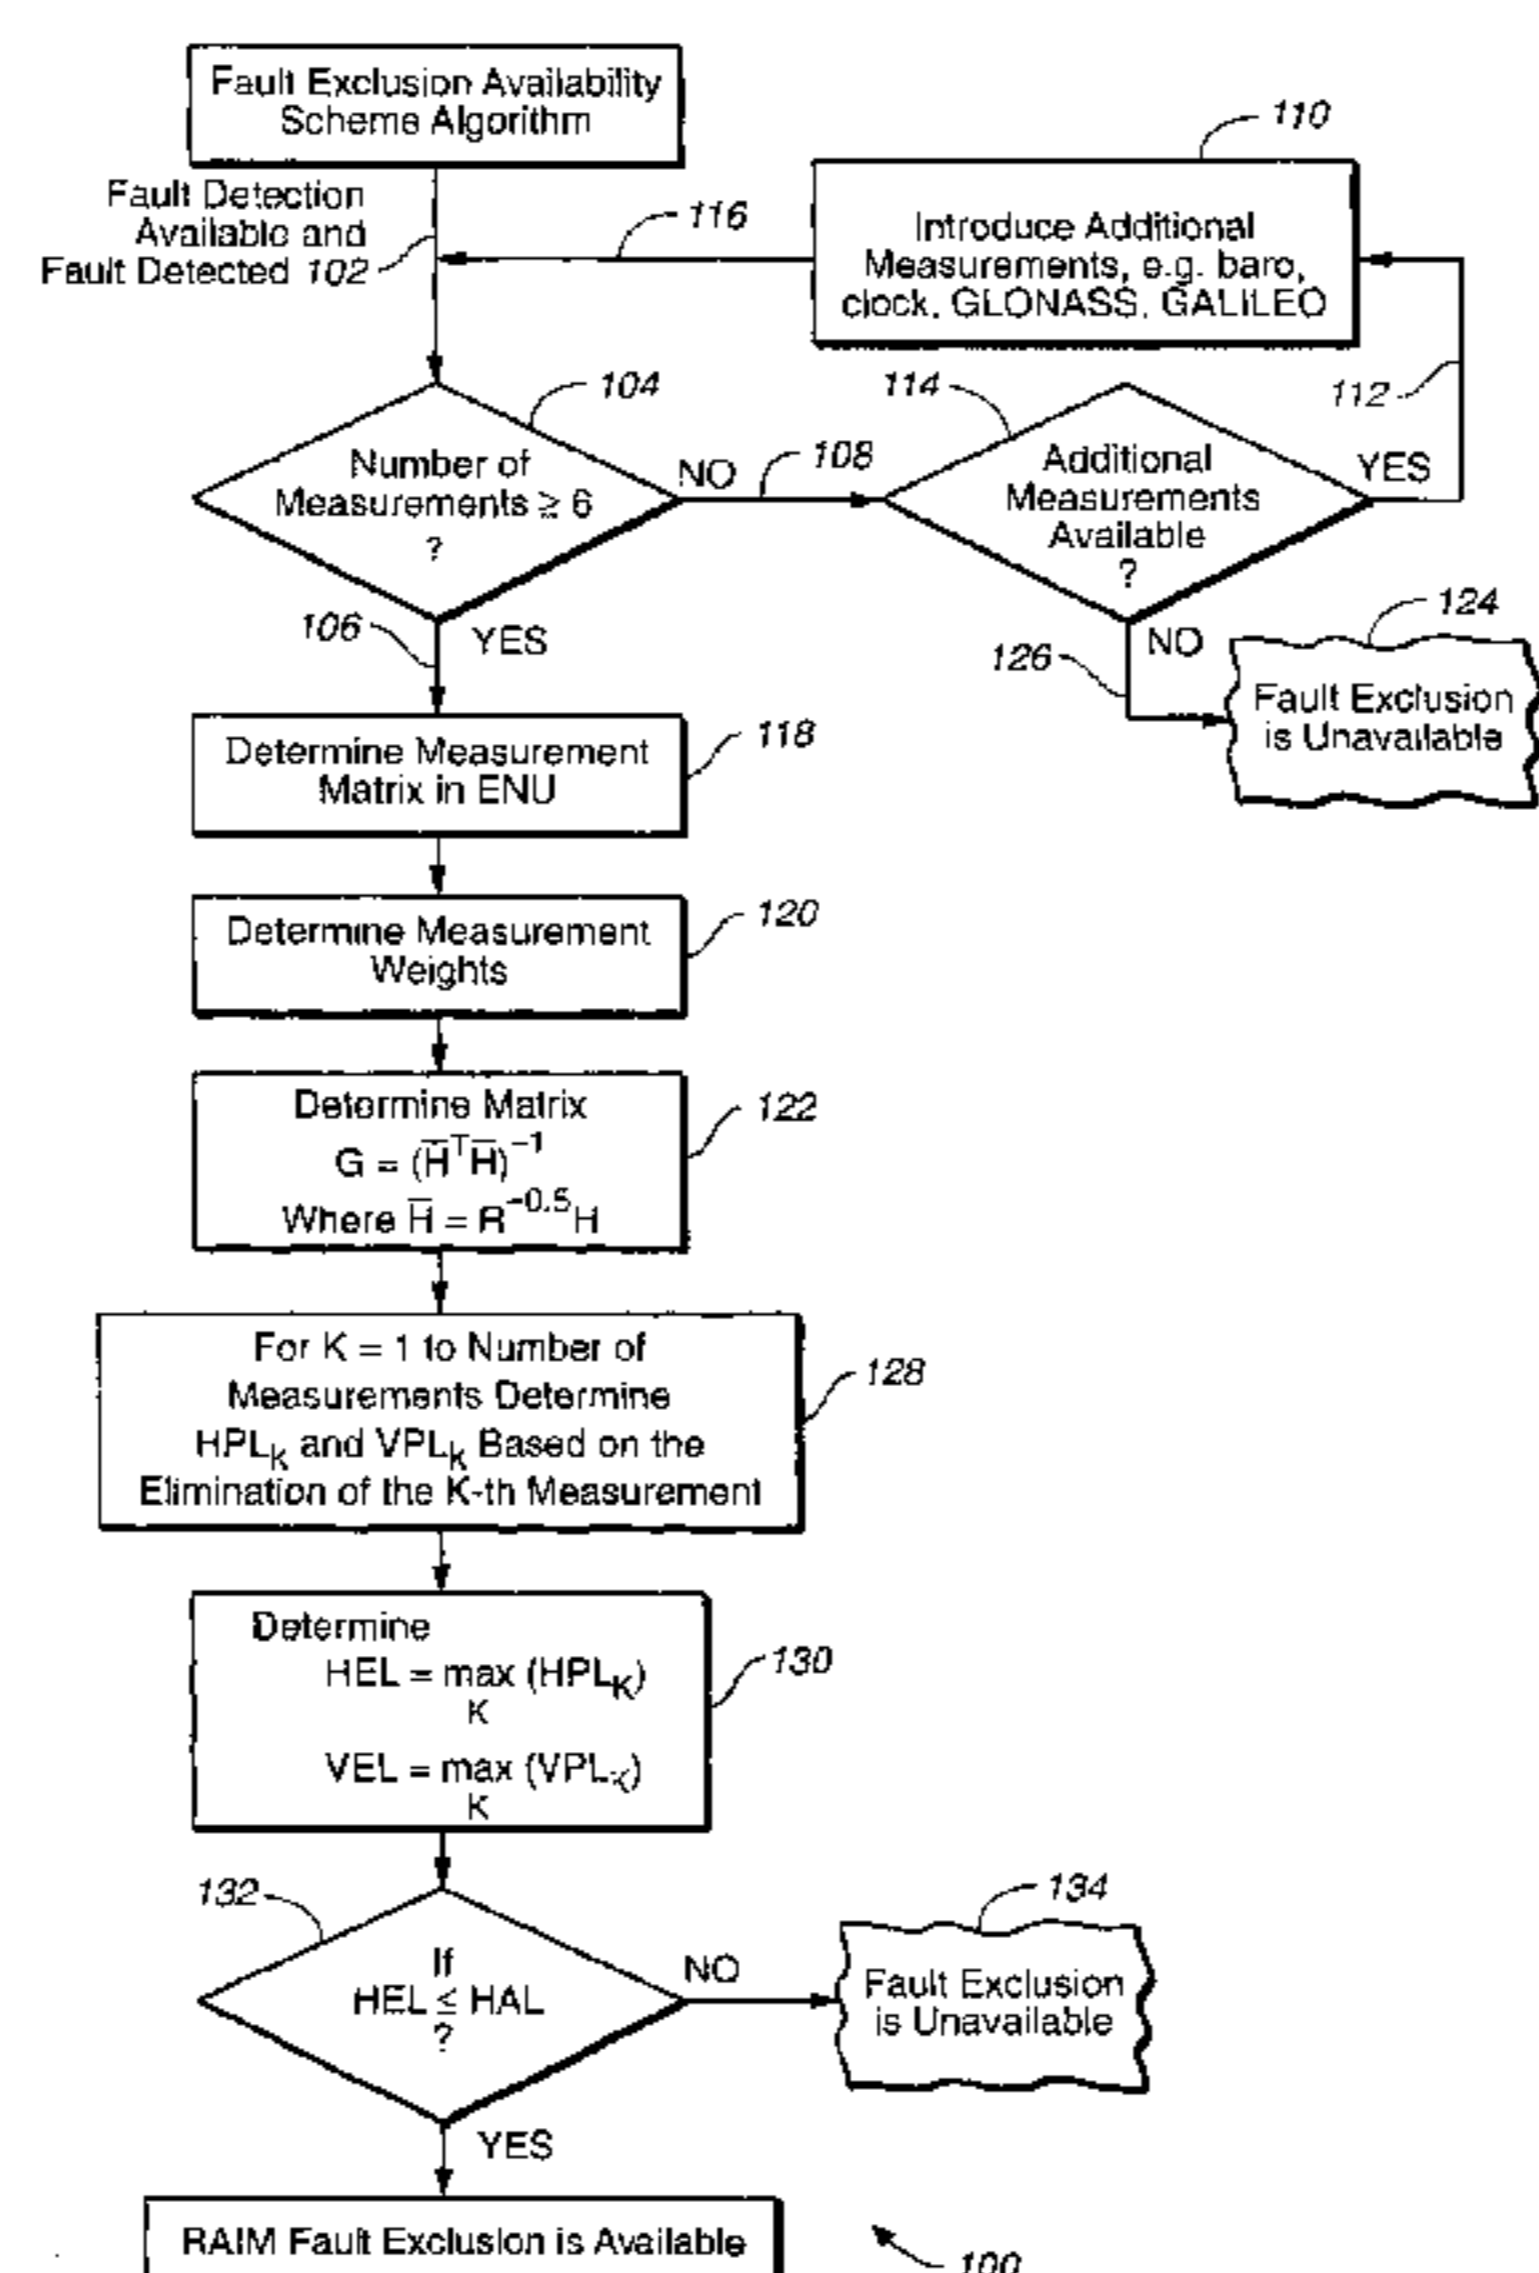 Fault Exclusion Availability
Scheme Algorithm
Fault Detection
Available and
Fault Detected 102
116
110
Introduce Additional
Measurements, e.g. baro,
clock, GLONASS, GALILEO
112
104
Number of
Measurements ≥ 6
?
NO
108
114
Additional
Measurements
Available
?
YES
106
YES
126
NO
124
Fault Exclusion
is Unavailable
118
Determine Measurement
Matrix in ENU
120
Determine Measurement
Weights
122
Determine Matrix
G = (H̅ᵀH̅)⁻¹
Where H̅ = R⁻⁰·⁵H
128
For K = 1 to Number of
Measurements Determine
HPLk and VPLk Based on the
Elimination of the K-th Measurement
130
Determine
HEL = max (HPLK)
K
VEL = max (VPLK)
K
132
If
HEL ≤ HAL
?
NO
134
Fault Exclusion
is Unavailable
YES
RAIM Fault Exclusion is Available
100